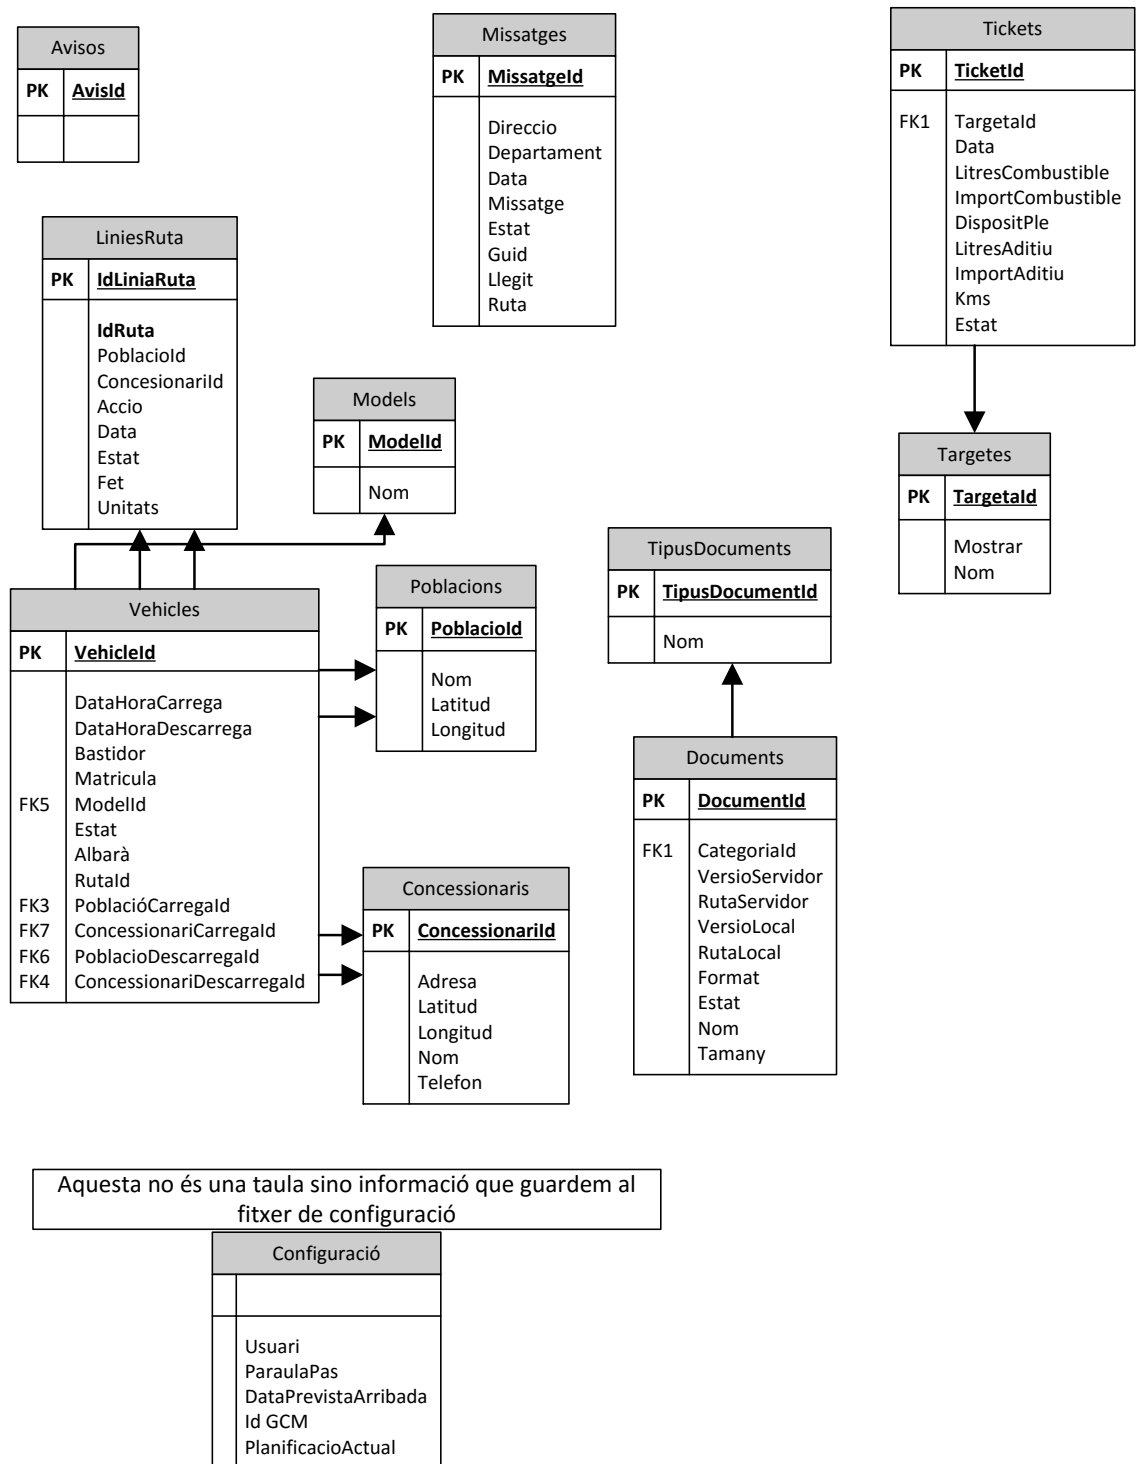 Avisos
PK AvisId
Missatges
PK MissatgeId
Direccio
Departament
Data
Missatge
Estat
Guid
Llegit
Ruta
Tickets
PK TicketId
FK1 TargetaId
Data
LitresCombustible
ImportCombustible
DispositPle
LitresAditiu
ImportAditiu
Kms
Estat
LiniesRuta
PK IdLiniaRuta
IdRuta
PoblacioId
ConcesionariId
Accio
Data
Estat
Fet
Unitats
Models
PK ModelId
Nom
Targetes
PK TargetaId
Mostrar
Nom
TipusDocuments
PK TipusDocumentId
Nom
Vehicles
PK VehicleId
DataHoraCarrega
DataHoraDescarrega
Bastidor
Matricula
FK5 ModelId
Estat
Albarà
RutaId
FK3 PoblacióCarregaId
FK7 ConcessionariCarregaId
FK6 PoblacioDescarregaId
FK4 ConcessionariDescarregaId
Poblacions
PK PoblacioId
Nom
Latitud
Longitud
Documents
PK DocumentId
FK1 CategoriaId
VersioServidor
RutaServidor
VersioLocal
RutaLocal
Format
Estat
Nom
Tamany
Concessionaris
PK ConcessionariId
Adresa
Latitud
Longitud
Nom
Telefon
Aquesta no és una taula sino informació que guardem al
fitxer de configuració
Configuració
Usuari
ParaulaPas
DataPrevistaArribada
Id GCM
PlanificacioActual